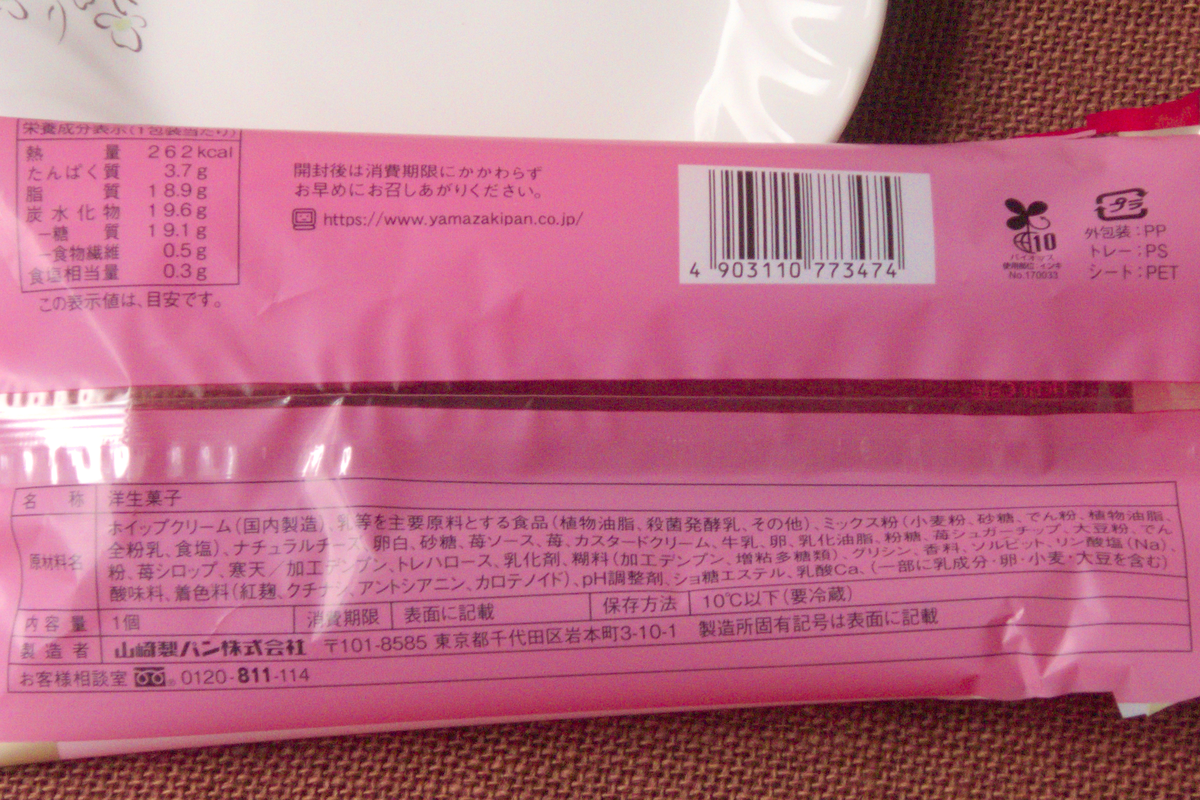 栄養成分表示(1包装当たり)
熱量 262kcal
たんぱく質 3.7g
脂質 18.9g
炭水化物 19.6g
ー糖質 19.1g
ー食物繊維 0.5g
食塩相当量 0.3g
この表示値は、目安です。
開封後は消費期限にかかわらず
お早めにお召しあがりください。
https://www.yamazakipan.co.jp/
4 903110 773474
10
バイオマス
使用部位:インキ
No.170033
プラ
外包装:PP
トレー:PS
シート:PET
名称 洋生菓子
原材料名 ホイップクリーム(国内製造)、乳等を主要原料とする食品(植物油脂、殺菌発酵乳、その他)、ミックス粉(小麦粉、砂糖、でん粉、植物油脂、
全粉乳、食塩)、ナチュラルチーズ、卵白、砂糖、苺ソース、苺、カスタードクリーム、牛乳、卵、乳化油脂、粉糖、苺シュガーチップ、大豆粉、でん
粉、苺シロップ、寒天/加工デンプン、トレハロース、乳化剤、糊料(加工デンプン、増粘多糖類)、グリシン、香料、ソルビット、リン酸塩(Na)、
酸味料、着色料(紅麹、クチナシ、アントシアニン、カロテノイド)、pH調整剤、ショ糖エステル、乳酸Ca、(一部に乳成分・卵・小麦・大豆を含む)
内容量 1個 消費期限 表面に記載 保存方法 10℃以下(要冷蔵)
製造者 山崎製パン株式会社 〒101-8585 東京都千代田区岩本町3-10-1 製造所固有記号は表面に記載
お客様相談室 0120-811-114